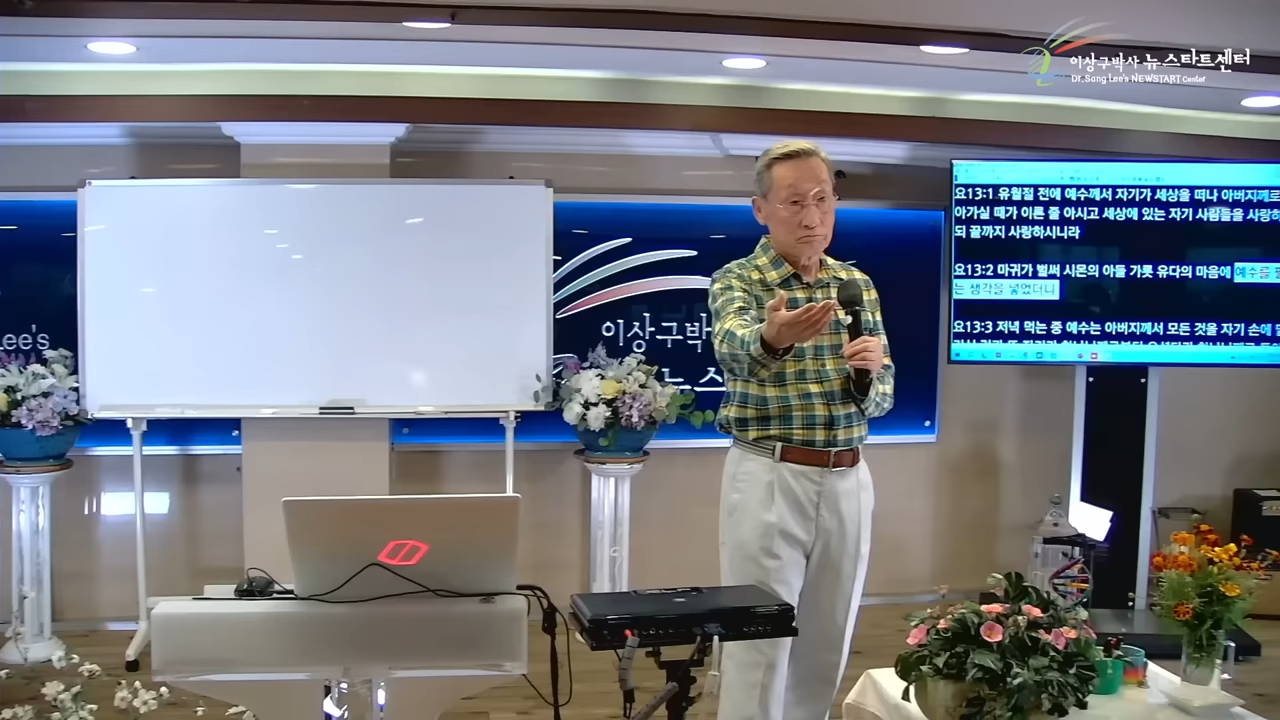 이상구박사 뉴스타트센터
Dr. Sang Lee's NEWSTART Center
요13:1 유월절 전에 예수께서 자기가 세상을 떠나 아버지께로
아가실 때가 이른 줄 아시고 세상에 있는 자기 사람들을 사랑하
되 끝까지 사랑하시니라
요13:2 마귀가 벌써 시몬의 아들 가룟 유다의 마음에 예수를
는 생각을 넣었더니
요13:3 저녁 먹는 중 예수는 아버지께서 모든 것을 자기 손에
Lee's
이상구박
뉴스